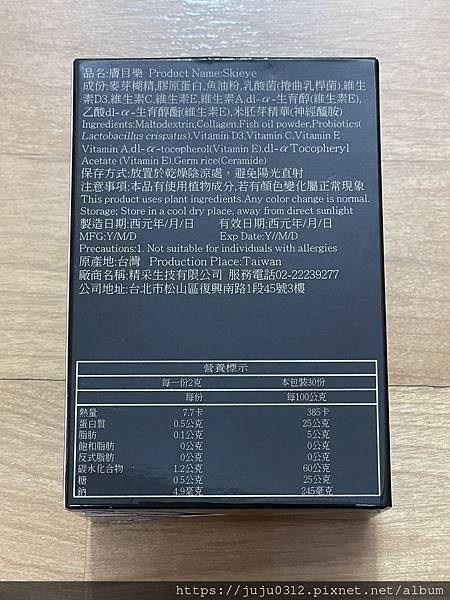 品名:膚目樂 Product Name:Skieye
成份:麥芽糊精,膠原蛋白,魚油粉,乳酸菌(捲曲乳桿菌),維生
素D3,維生素C,維生素E,維生素A,dl-α-生育醇(維生素E),
乙酸dl-α-生育醇酯(維生素E),米胚芽精華(神經醯胺)
Ingredients:Maltodextrin,Collagen,Fish oil powder,Probiotics(
Lactobacillus crispatus),Vitamin D3,Vitamin C,Vitamin E
Vitamin A,dl-α-tocopherol(Vitamin E),dl-αTocopheryl
Acetate (Vitamin E),Germ rice(Ceramide)
保存方式:放置於乾燥陰涼處，避免陽光直射
注意事項:本品有使用植物成分,若有顏色變化屬正常現象
This product uses plant ingredients.Any color change is normal.
Storage: Store in a cool dry place, away from direct sunlight
製造日期:西元年/月/日 有效日期:西元年/月/日
MFG:Y/M/D Exp Date:Y//M/D)
Precautions:1. Not suitable for individuals with allergies
原產地:台灣 Production Place:Taiwan
廠商名稱:精采生技有限公司 服務電話02-22239277
公司地址:台北市松山區復興南路1段45號3樓
營養標示
每一份2克 本包裝30份
每份 每100公克
熱量 7.7卡 385卡
蛋白質 0.5公克 25公克
脂肪 0.1公克 5公克
飽和脂肪 0公克 0公克
反式脂肪 0公克 0公克
碳水化合物 1.2公克 60公克
糖 0.5公克 25公克
鈉 4.9毫克 245毫克
https://juju0312.pixnet.net/album